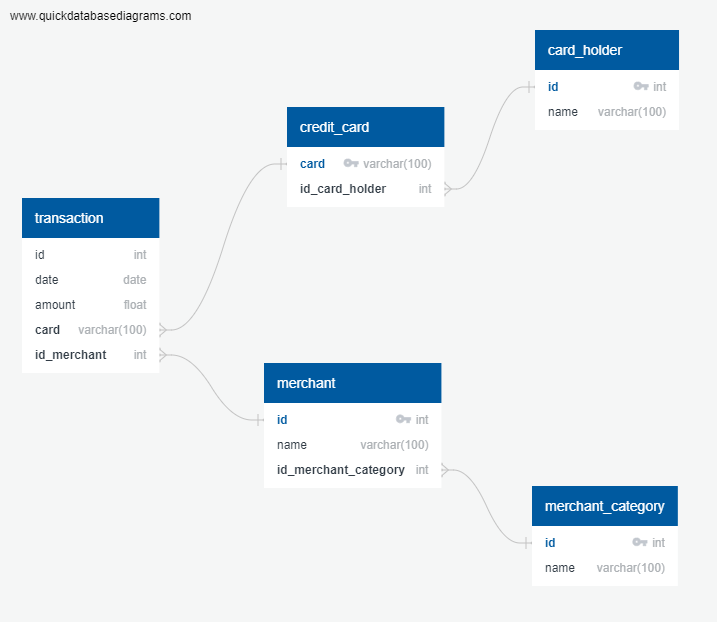 www.quickdatabasediagrams.com
card_holder
id int
name varchar(100)
credit_card
card varchar(100)
id_card_holder int
transaction
id int
date date
amount float
card varchar(100)
id_merchant int
merchant
id int
name varchar(100)
id_merchant_category int
merchant_category
id int
name varchar(100)